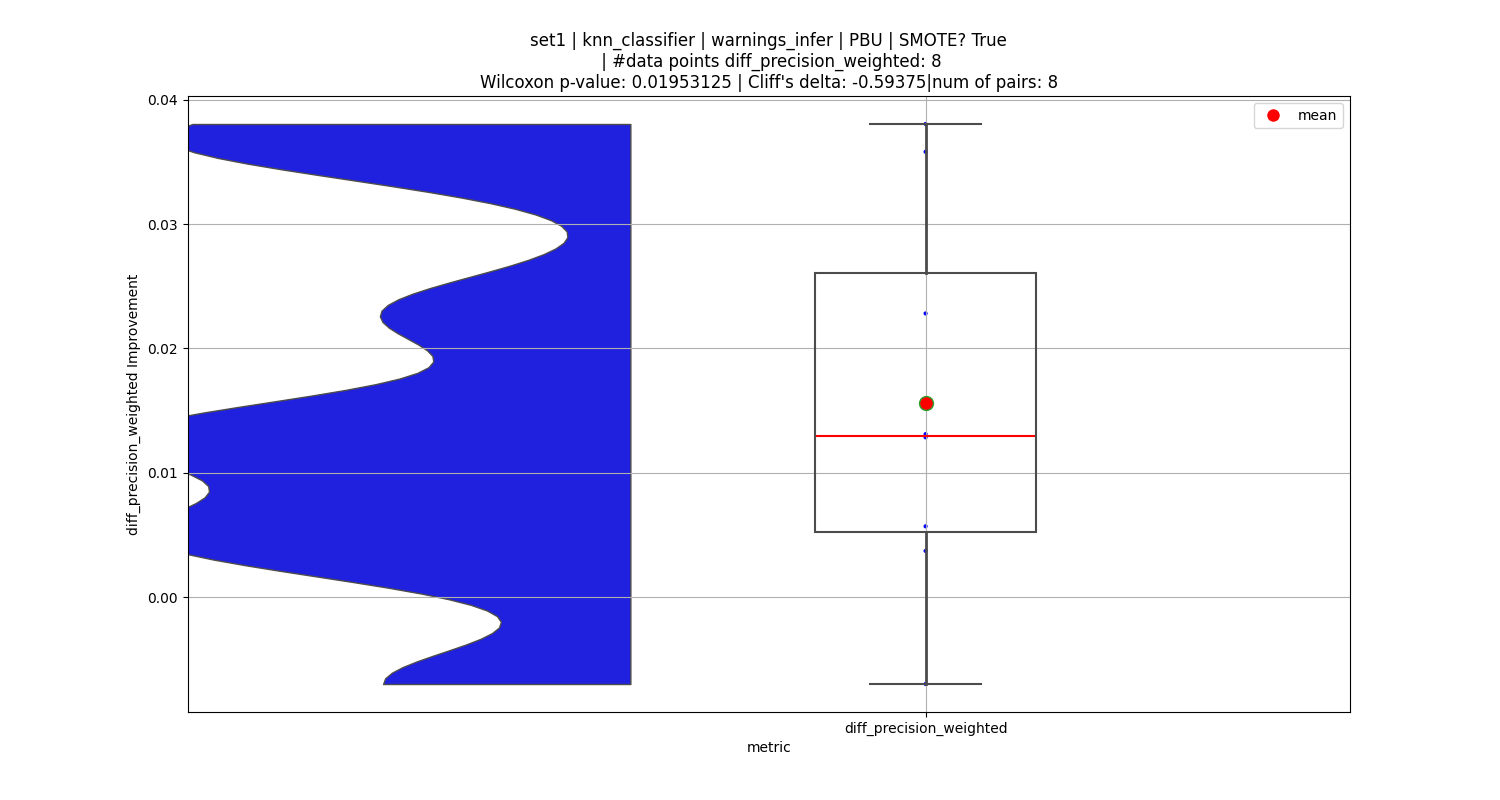 set1 | knn_classifier | warnings_infer | PBU | SMOTE? True
| #data points diff_precision_weighted: 8
Wilcoxon p-value: 0.01953125 | Cliff's delta: -0.59375|num of pairs: 8
mean
0.04
0.03
0.02
0.01
0.00
diff_precision_weighted Improvement
diff_precision_weighted
metric